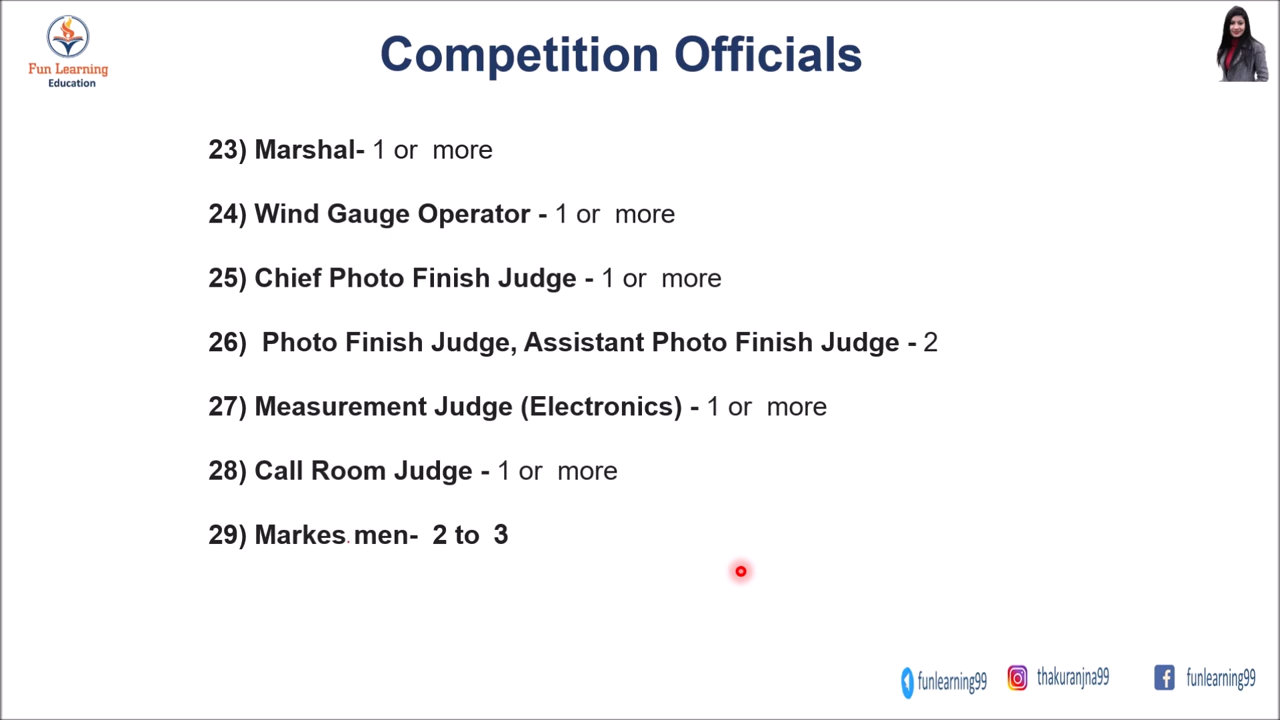 Fun Learning
Education
Competition Officials
23) Marshal- 1 or more
24) Wind Gauge Operator - 1 or more
25) Chief Photo Finish Judge - 1 or more
26) Photo Finish Judge, Assistant Photo Finish Judge - 2
27) Measurement Judge (Electronics) - 1 or more
28) Call Room Judge - 1 or more
29) Markes men- 2 to 3
funlearning99 thakuranjna99 funlearning99